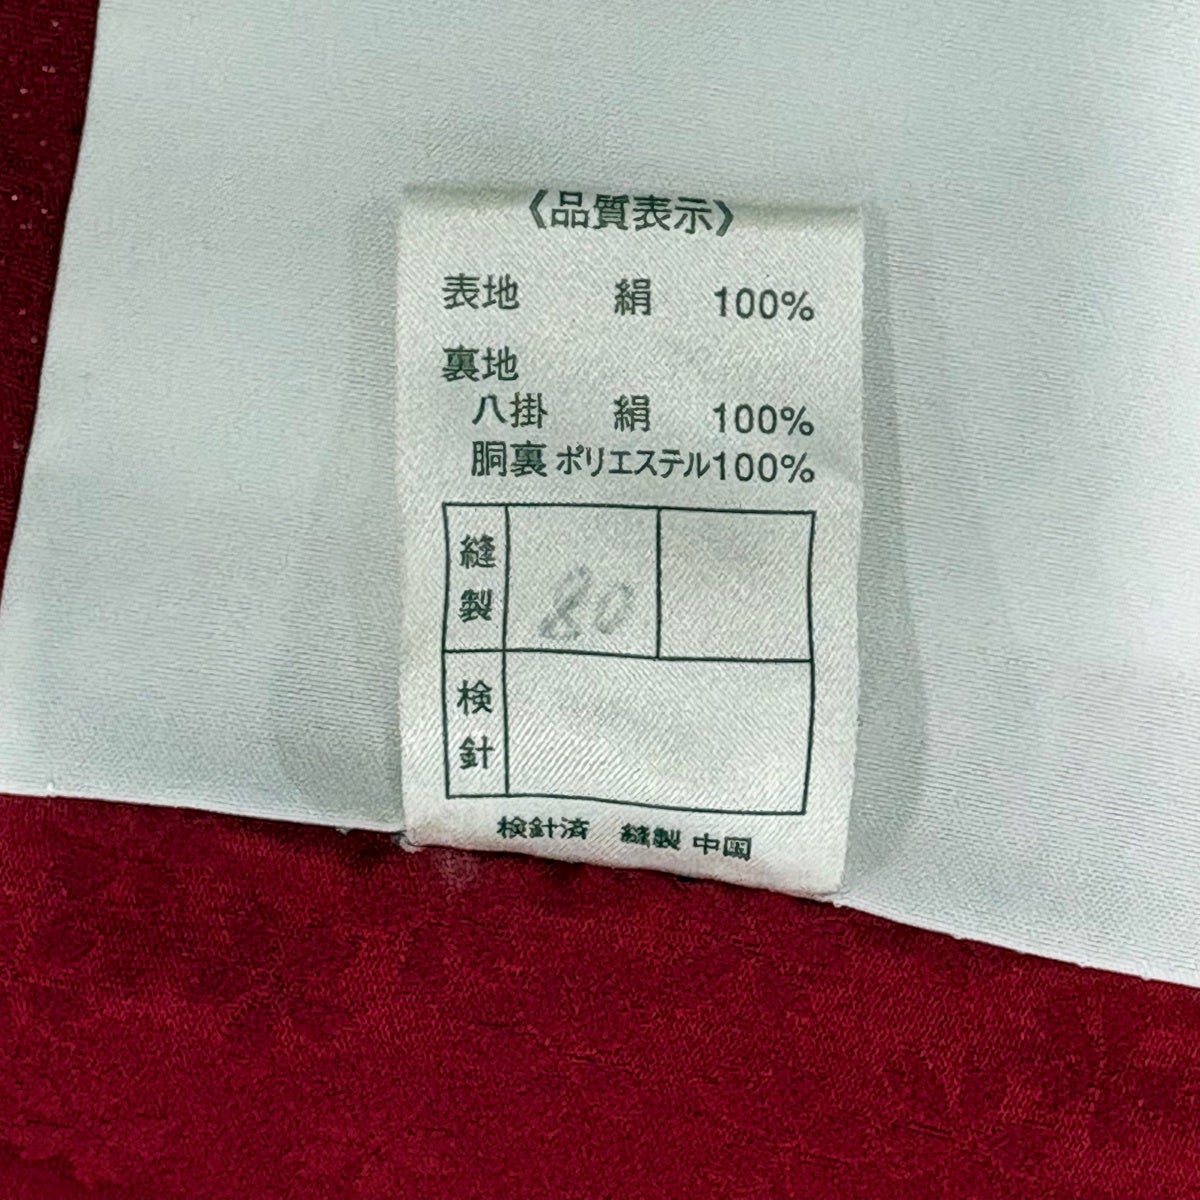 《品質表示》
表地 絹 100%
裏地
八掛 絹 100%
胴裏 ポリエステル100%
縫製 80
検針
検針済 縫製 中国